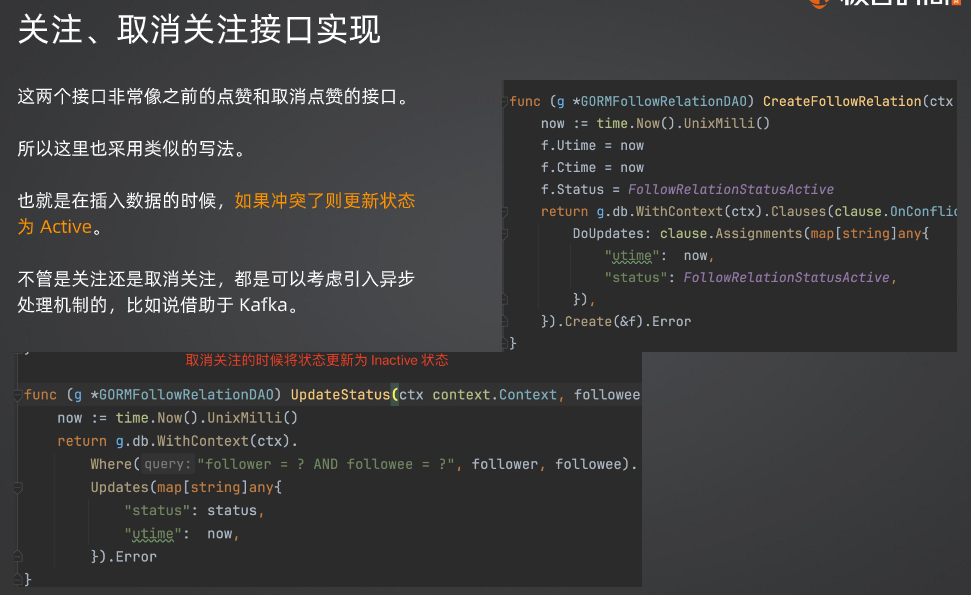 关注、取消关注接口实现
这两个接口非常像之前的点赞和取消点赞的接口。
所以这里也采用类似的写法。
也就是在插入数据的时候，如果冲突了则更新状态
为 Active。
不管是关注还是取消关注，都是可以考虑引入异步
处理机制的，比如说借助于 Kafka。
func (g *GORMFollowRelationDAO) CreateFollowRelation(ctx
now := time.Now().UnixMilli()
f.Utime = now
f.Ctime = now
f.Status = FollowRelationStatusActive
return g.db.WithContext(ctx).Clauses(clause.OnConflic
DoUpdates: clause.Assignments(map[string]any{
"utime": now,
"status": FollowRelationStatusActive,
}),
}).Create(&f).Error
}
取消关注的时候将状态更新为 Inactive 状态
func (g *GORMFollowRelationDAO) UpdateStatus(ctx context.Context, followee
now := time.Now().UnixMilli()
return g.db.WithContext(ctx).
Where( query: "follower = ? AND followee = ?", follower, followee).
Updates(map[string]any{
"status": status,
"utime": now,
}).Error
}